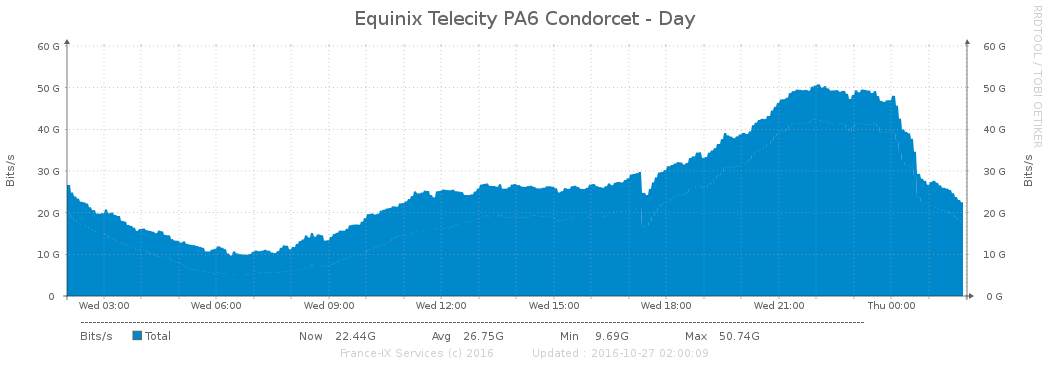 Equinix Telecity PA6 Condorcet - Day
RRDTOOL / TOBI OETIKER
60 G 60 G
50 G 50 G
40 G 40 G
30 G 30 G
20 G 20 G
10 G 10 G
0 0 G
Bits/s
Bits/s
Wed 03:00 Wed 06:00 Wed 09:00 Wed 12:00 Wed 15:00 Wed 18:00 Wed 21:00 Thu 00:00
Bits/s Total Now 22.44G Avg 26.75G Min 9.69G Max 50.74G
France-IX Services (c) 2016 Updated : 2016-10-27 02:00:09